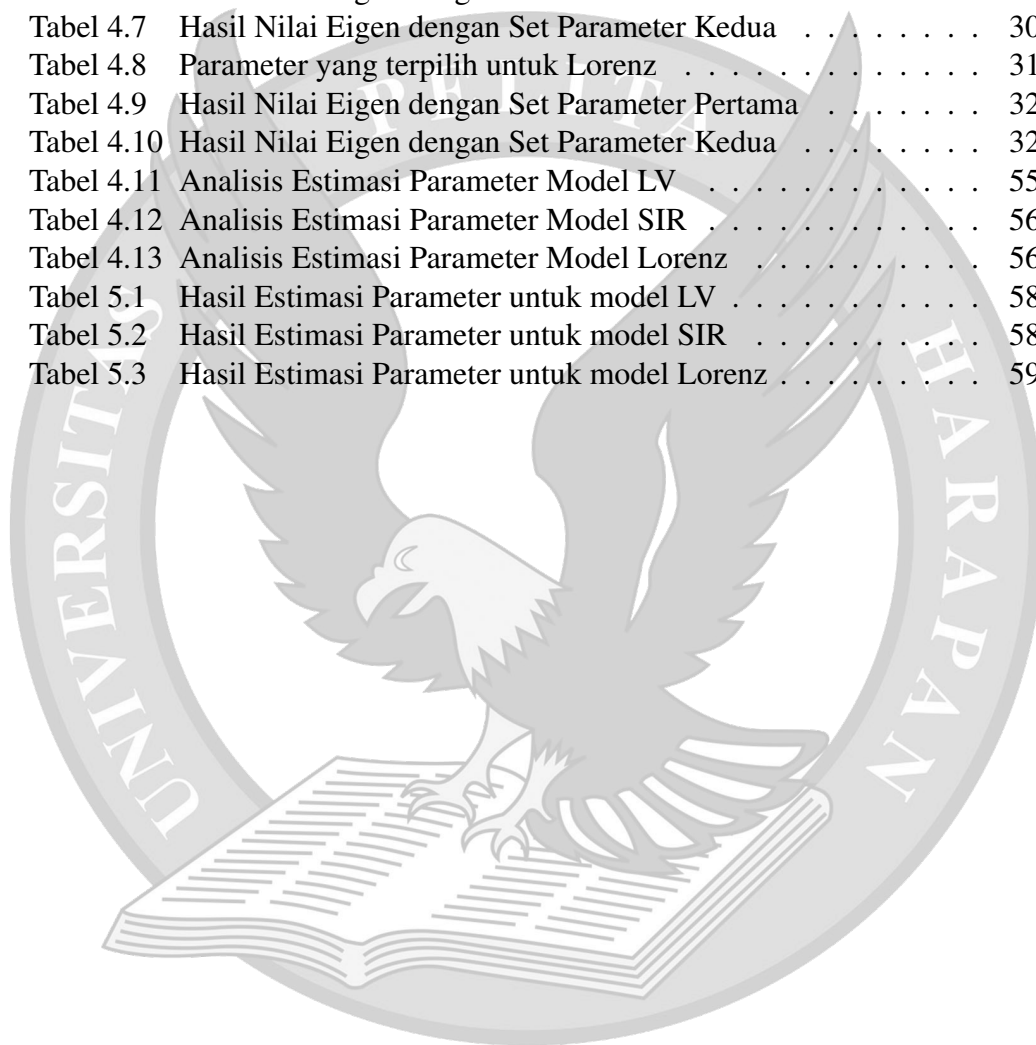 Tabel 4.7 Hasil Nilai Eigen dengan Set Parameter Kedua . . . . . . . . 30
Tabel 4.8 Parameter yang terpilih untuk Lorenz . . . . . . . . . . . . . 31
Tabel 4.9 Hasil Nilai Eigen dengan Set Parameter Pertama . . . . . . . 32
Tabel 4.10 Hasil Nilai Eigen dengan Set Parameter Kedua . . . . . . . . 32
Tabel 4.11 Analisis Estimasi Parameter Model LV . . . . . . . . . . . . 55
Tabel 4.12 Analisis Estimasi Parameter Model SIR . . . . . . . . . . . . 56
Tabel 4.13 Analisis Estimasi Parameter Model Lorenz . . . . . . . . . . 56
Tabel 5.1 Hasil Estimasi Parameter untuk model LV . . . . . . . . . . . 58
Tabel 5.2 Hasil Estimasi Parameter untuk model SIR . . . . . . . . . . 58
Tabel 5.3 Hasil Estimasi Parameter untuk model Lorenz . . . . . . . . . 59
UNIVERSITAS PELITA HARAPAN